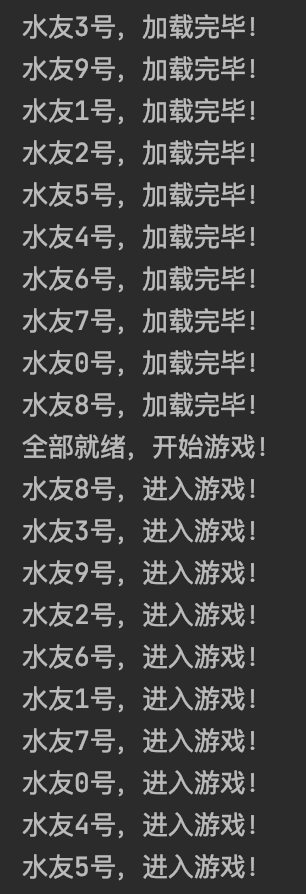 水友3号, 加载完毕!
水友9号, 加载完毕!
水友1号, 加载完毕!
水友2号, 加载完毕!
水友5号, 加载完毕!
水友4号, 加载完毕!
水友6号, 加载完毕!
水友7号, 加载完毕!
水友0号, 加载完毕!
水友8号, 加载完毕!
全部就绪, 开始游戏!
水友8号, 进入游戏!
水友3号, 进入游戏!
水友9号, 进入游戏!
水友2号, 进入游戏!
水友6号, 进入游戏!
水友1号, 进入游戏!
水友7号, 进入游戏!
水友0号, 进入游戏!
水友4号, 进入游戏!
水友5号, 进入游戏!